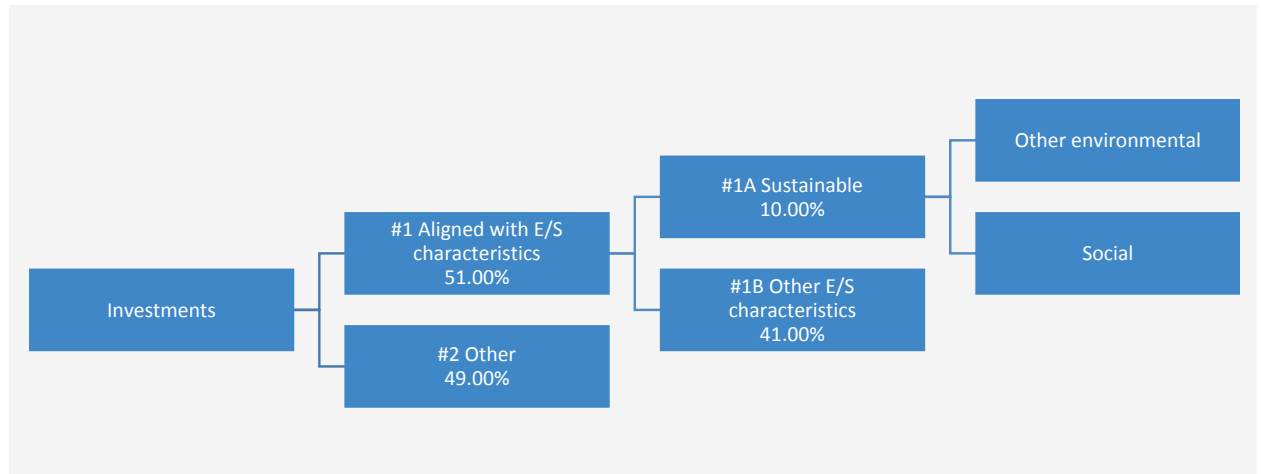 Investments
#1 Aligned with E/S
characteristics
51.00%
#2 Other
49.00%
#1A Sustainable
10.00%
#1B Other E/S
characteristics
41.00%
Other environmental
Social